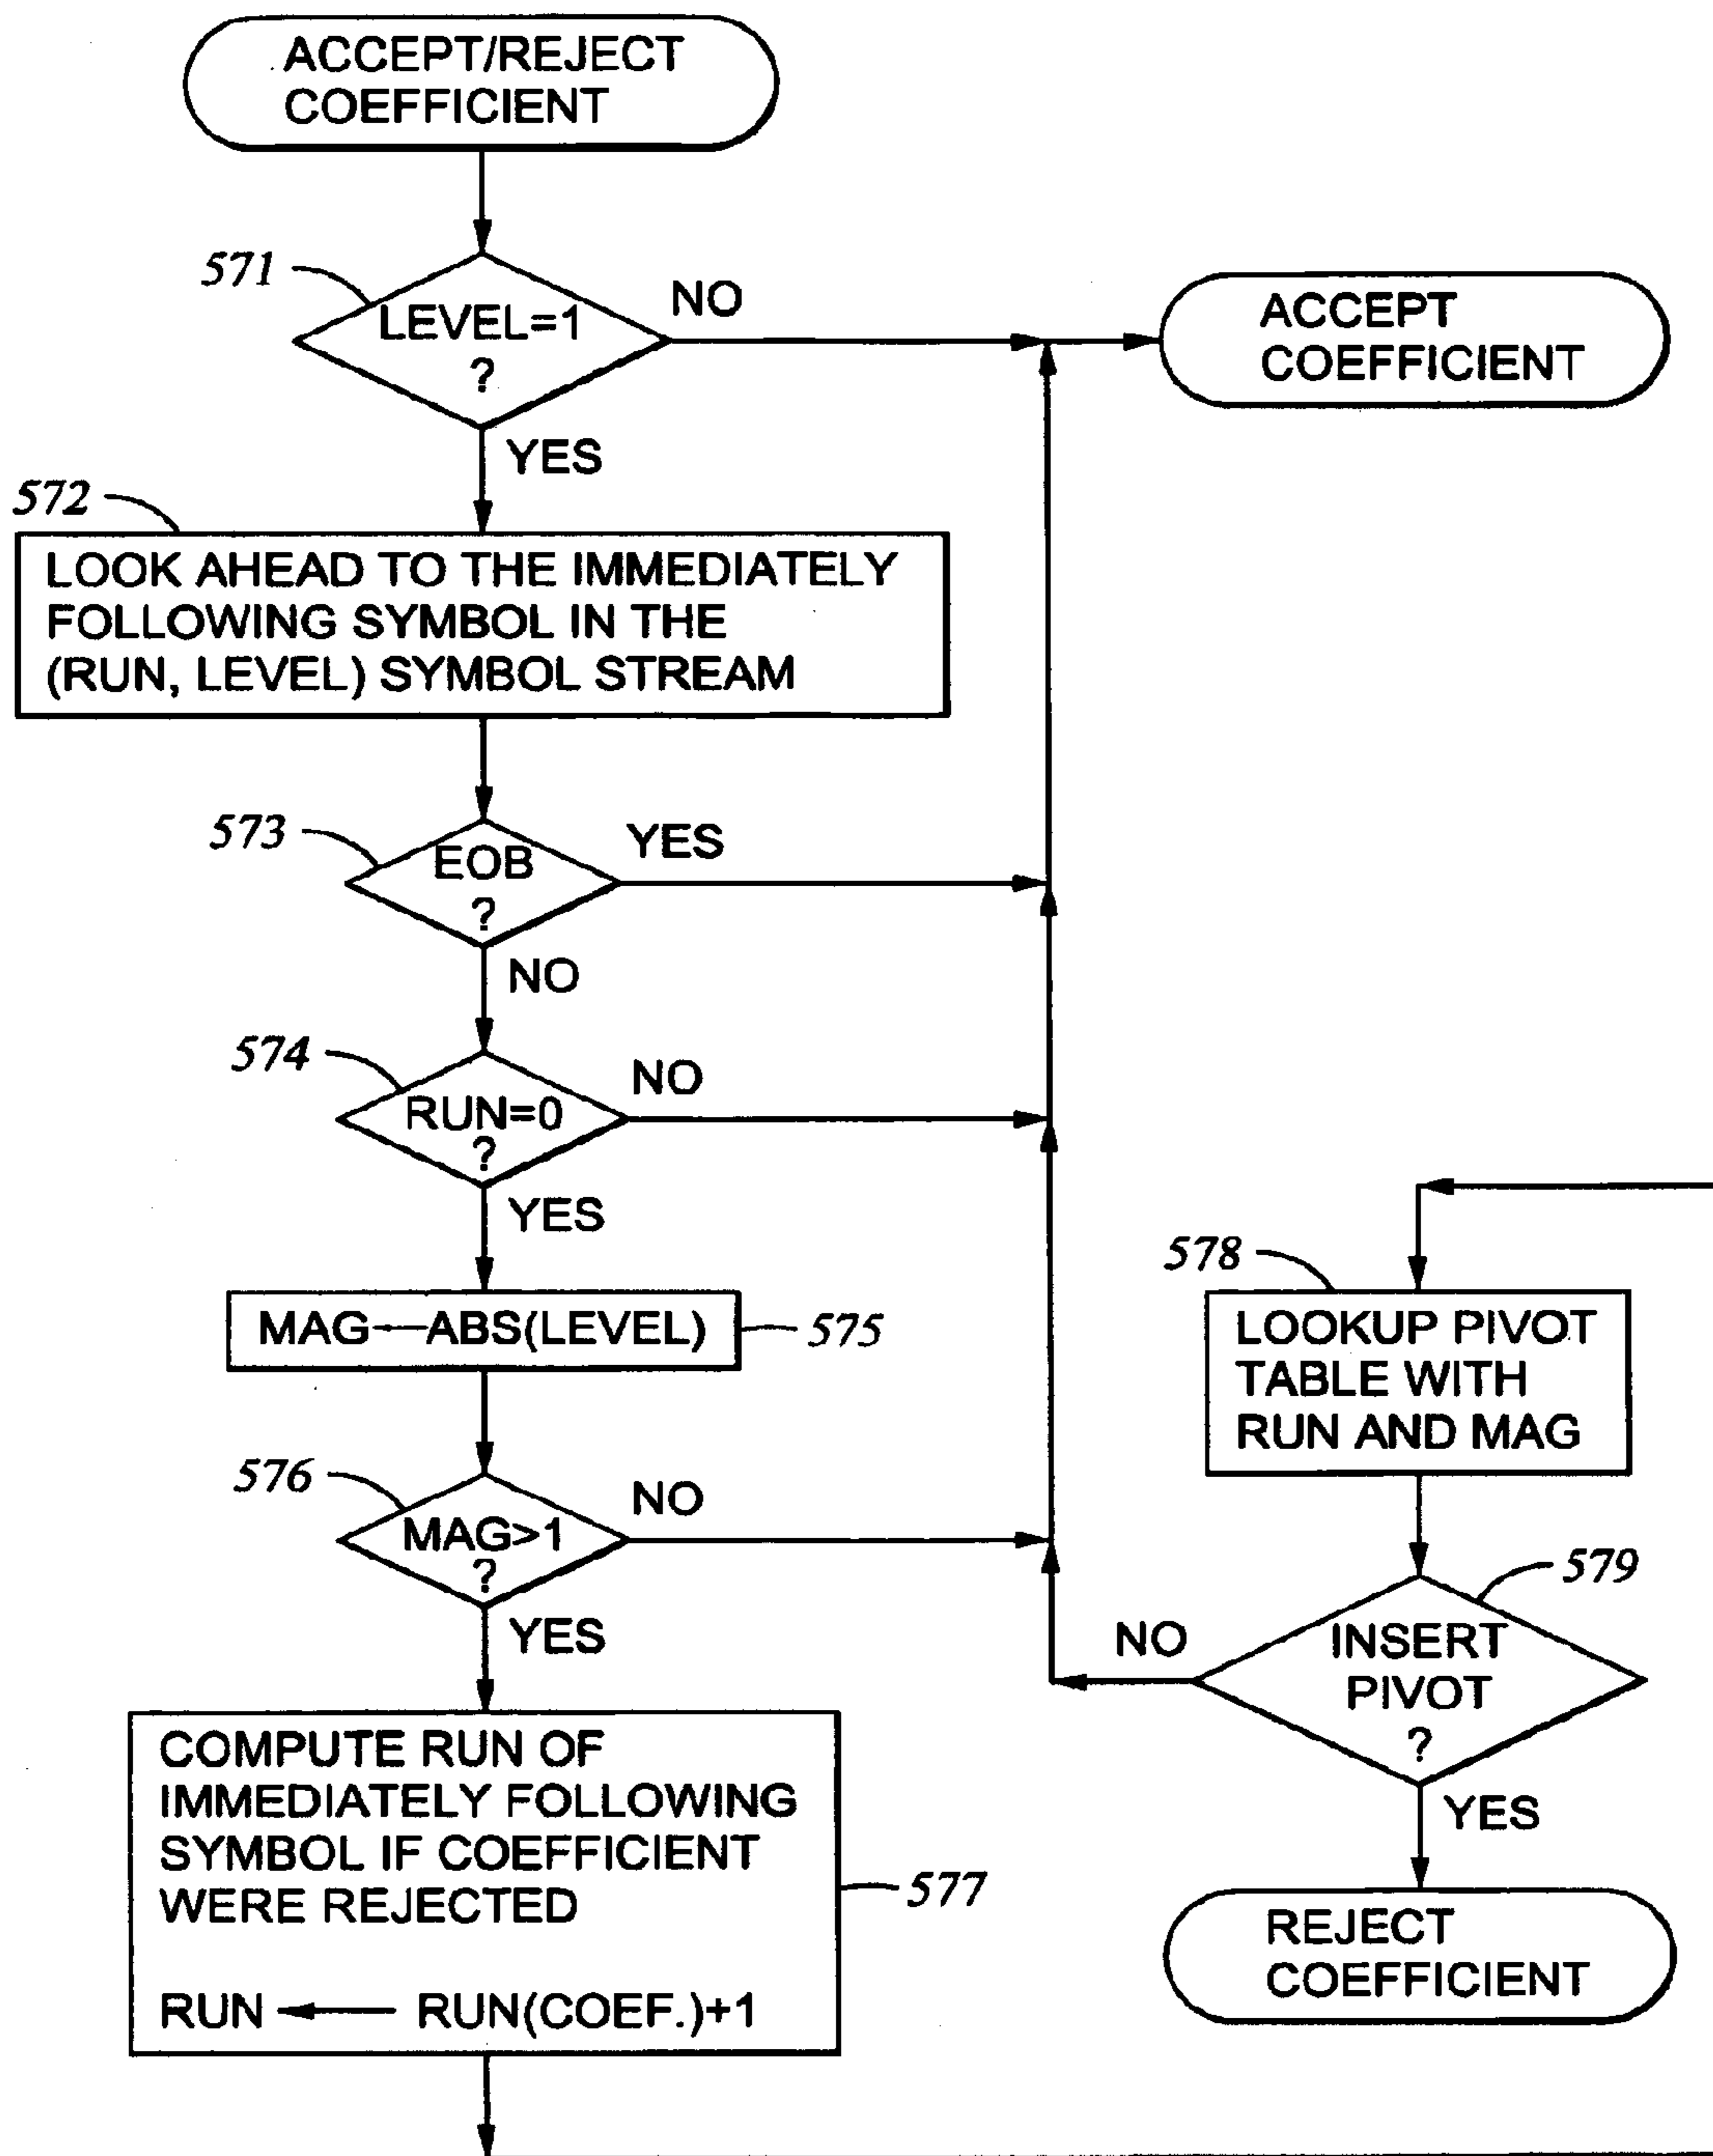 ACCEPT/REJECT
COEFFICIENT
571
LEVEL=1
?
NO
ACCEPT
COEFFICIENT
YES
572
LOOK AHEAD TO THE IMMEDIATELY
FOLLOWING SYMBOL IN THE
(RUN, LEVEL) SYMBOL STREAM
573
EOB
?
YES
NO
574
RUN=0
?
NO
YES
MAG←ABS(LEVEL)
575
576
MAG>1
?
NO
YES
COMPUTE RUN OF
IMMEDIATELY FOLLOWING
SYMBOL IF COEFFICIENT
WERE REJECTED
RUN ← RUN(COEF.)+1
577
578
LOOKUP PIVOT
TABLE WITH
RUN AND MAG
579
INSERT
PIVOT
?
NO
YES
REJECT
COEFFICIENT